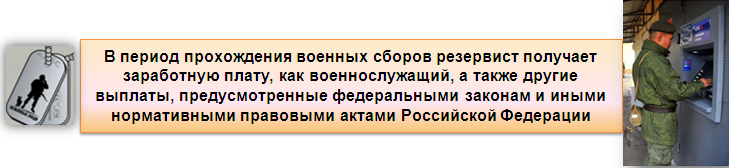 В период прохождения военных сборов резервист получает
заработную плату, как военнослужащий, а также другие
выплаты, предусмотренные федеральными законам и иными
нормативными правовыми актами Российской Федерации